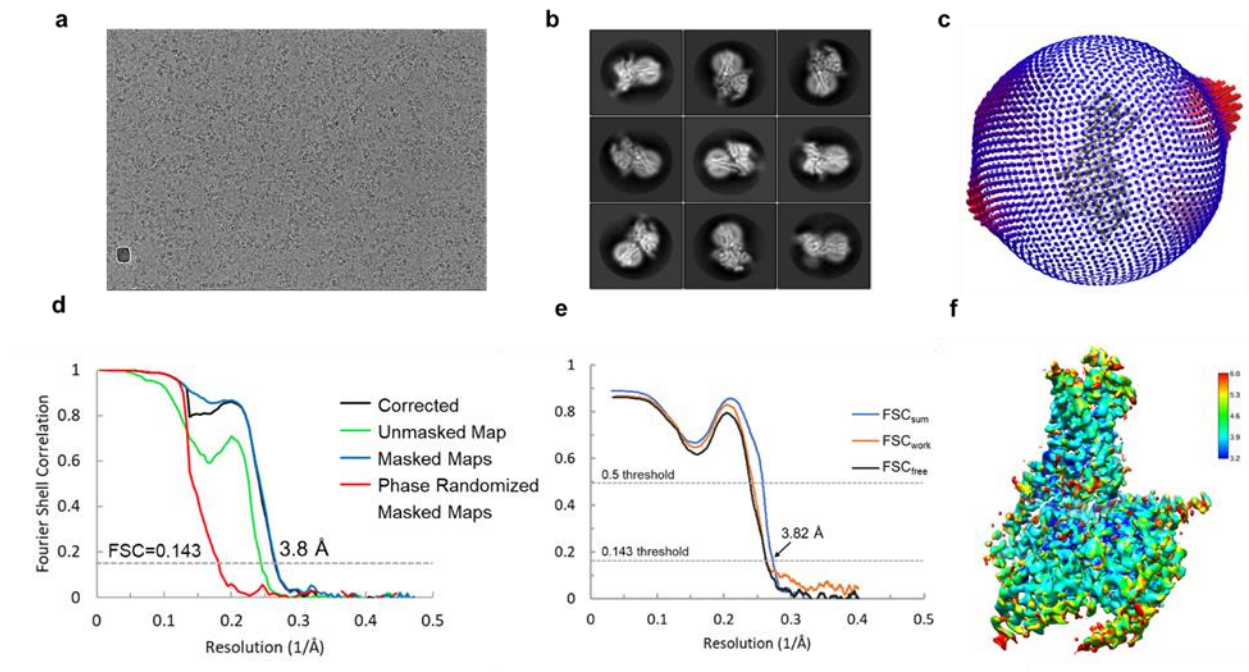 a
b
c
d
e
f
1
0.8
0.6
0.4
0.2
0
0
0.1
0.2
0.3
0.4
0.5
Fourier Shell Correlation
Resolution (1/Å)
Corrected
Unmasked Map
Masked Maps
Phase Randomized
Masked Maps
FSC=0.143
3.8 Å
1
0.8
0.6
0.4
0.2
0
0
0.1
0.2
0.3
0.4
0.5
Resolution (1/Å)
FSCsum
FSCwork
FSCfree
0.5 threshold
3.82 Å
0.143 threshold
6.0
5.3
4.6
3.9
3.2